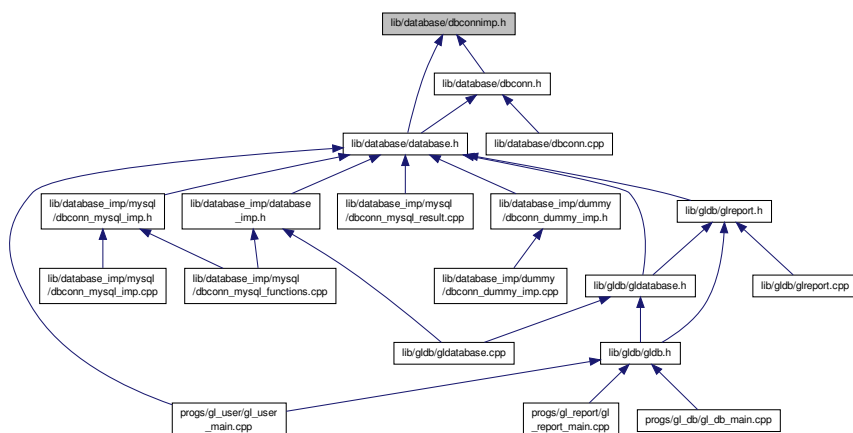 lib/database/dbconnimp.h
lib/database/dbconn.h
lib/database/database.h
lib/database/dbconn.cpp
lib/database_imp/mysql
/dbconn_mysql_imp.h
lib/database_imp/database
_imp.h
lib/database_imp/mysql
/dbconn_mysql_result.cpp
lib/database_imp/dummy
/dbconn_dummy_imp.h
lib/gldb/glreport.h
lib/database_imp/mysql
/dbconn_mysql_imp.cpp
lib/database_imp/mysql
/dbconn_mysql_functions.cpp
lib/database_imp/dummy
/dbconn_dummy_imp.cpp
lib/gldb/gldatabase.h
lib/gldb/glreport.cpp
lib/gldb/gldatabase.cpp
lib/gldb/gldb.h
progs/gl_user/gl_user
_main.cpp
progs/gl_report/gl
_report_main.cpp
progs/gl_db/gl_db_main.cpp